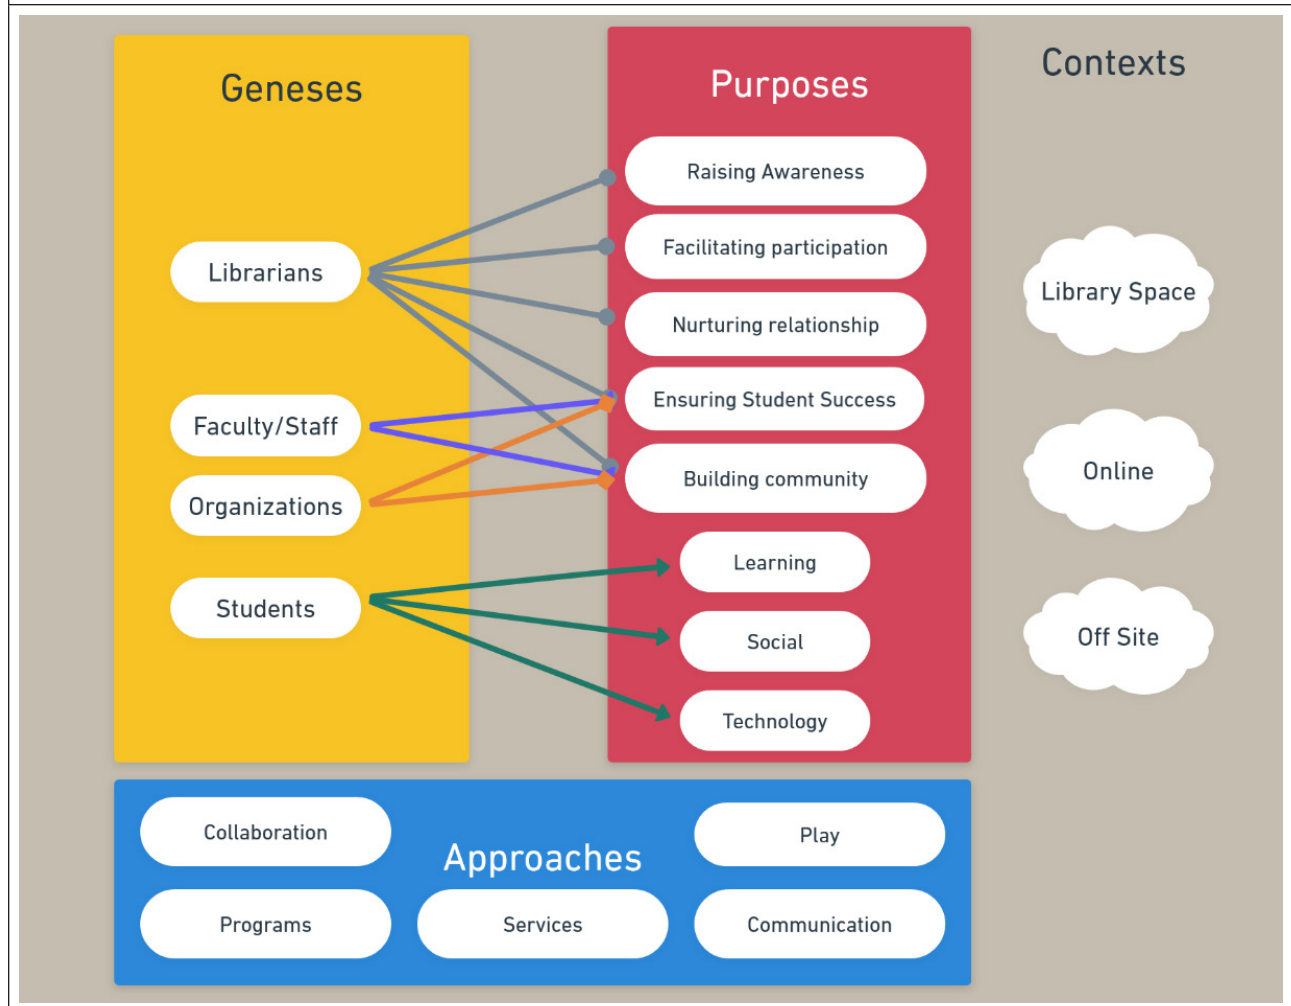 Geneses
Librarians
Faculty/Staff
Organizations
Students
Purposes
Raising Awareness
Facilitating participation
Nurturing relationship
Ensuring Student Success
Building community
Learning
Social
Technology
Contexts
Library Space
Online
Off Site
Approaches
Collaboration
Play
Programs
Services
Communication